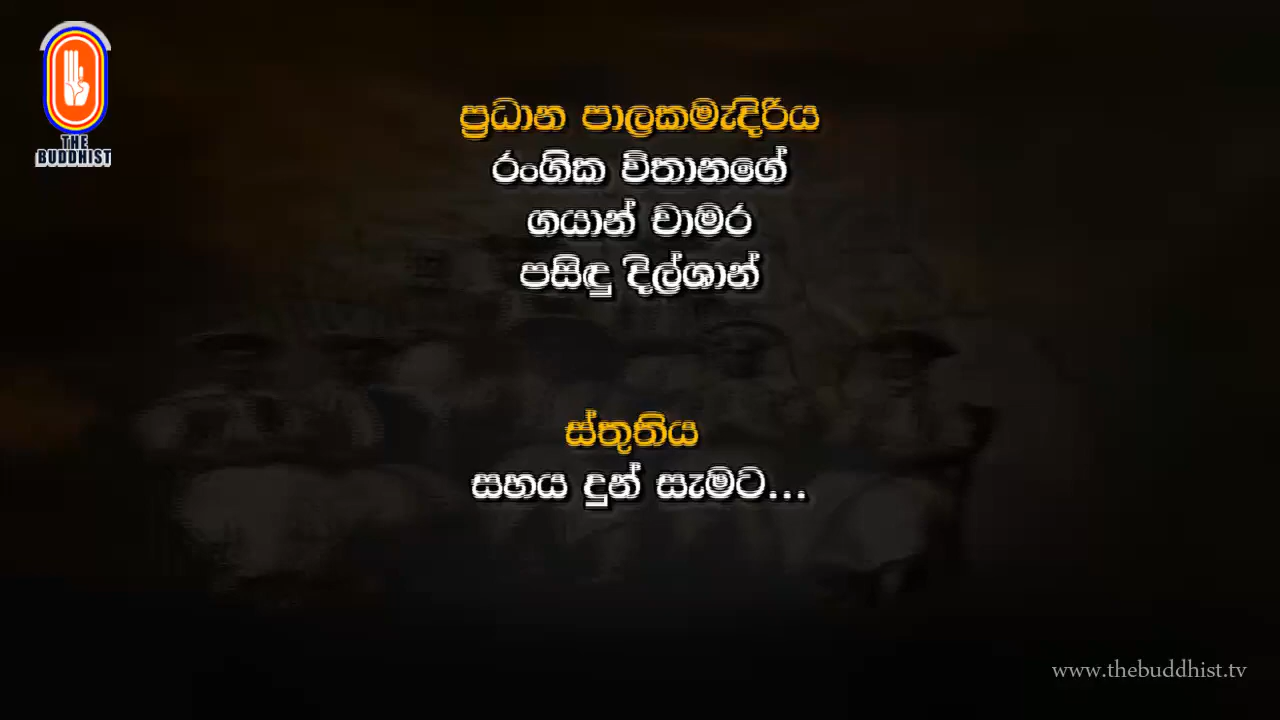 THE
BUDDHIST
ප්‍රධාන පාලකමැදිරිය
රංගික විතානගේ
ගයාන් චාමර
පසිඳු දිල්ශාන්
ස්තූතිය
සහය දුන් සැමට...
www.thebuddhist.tv